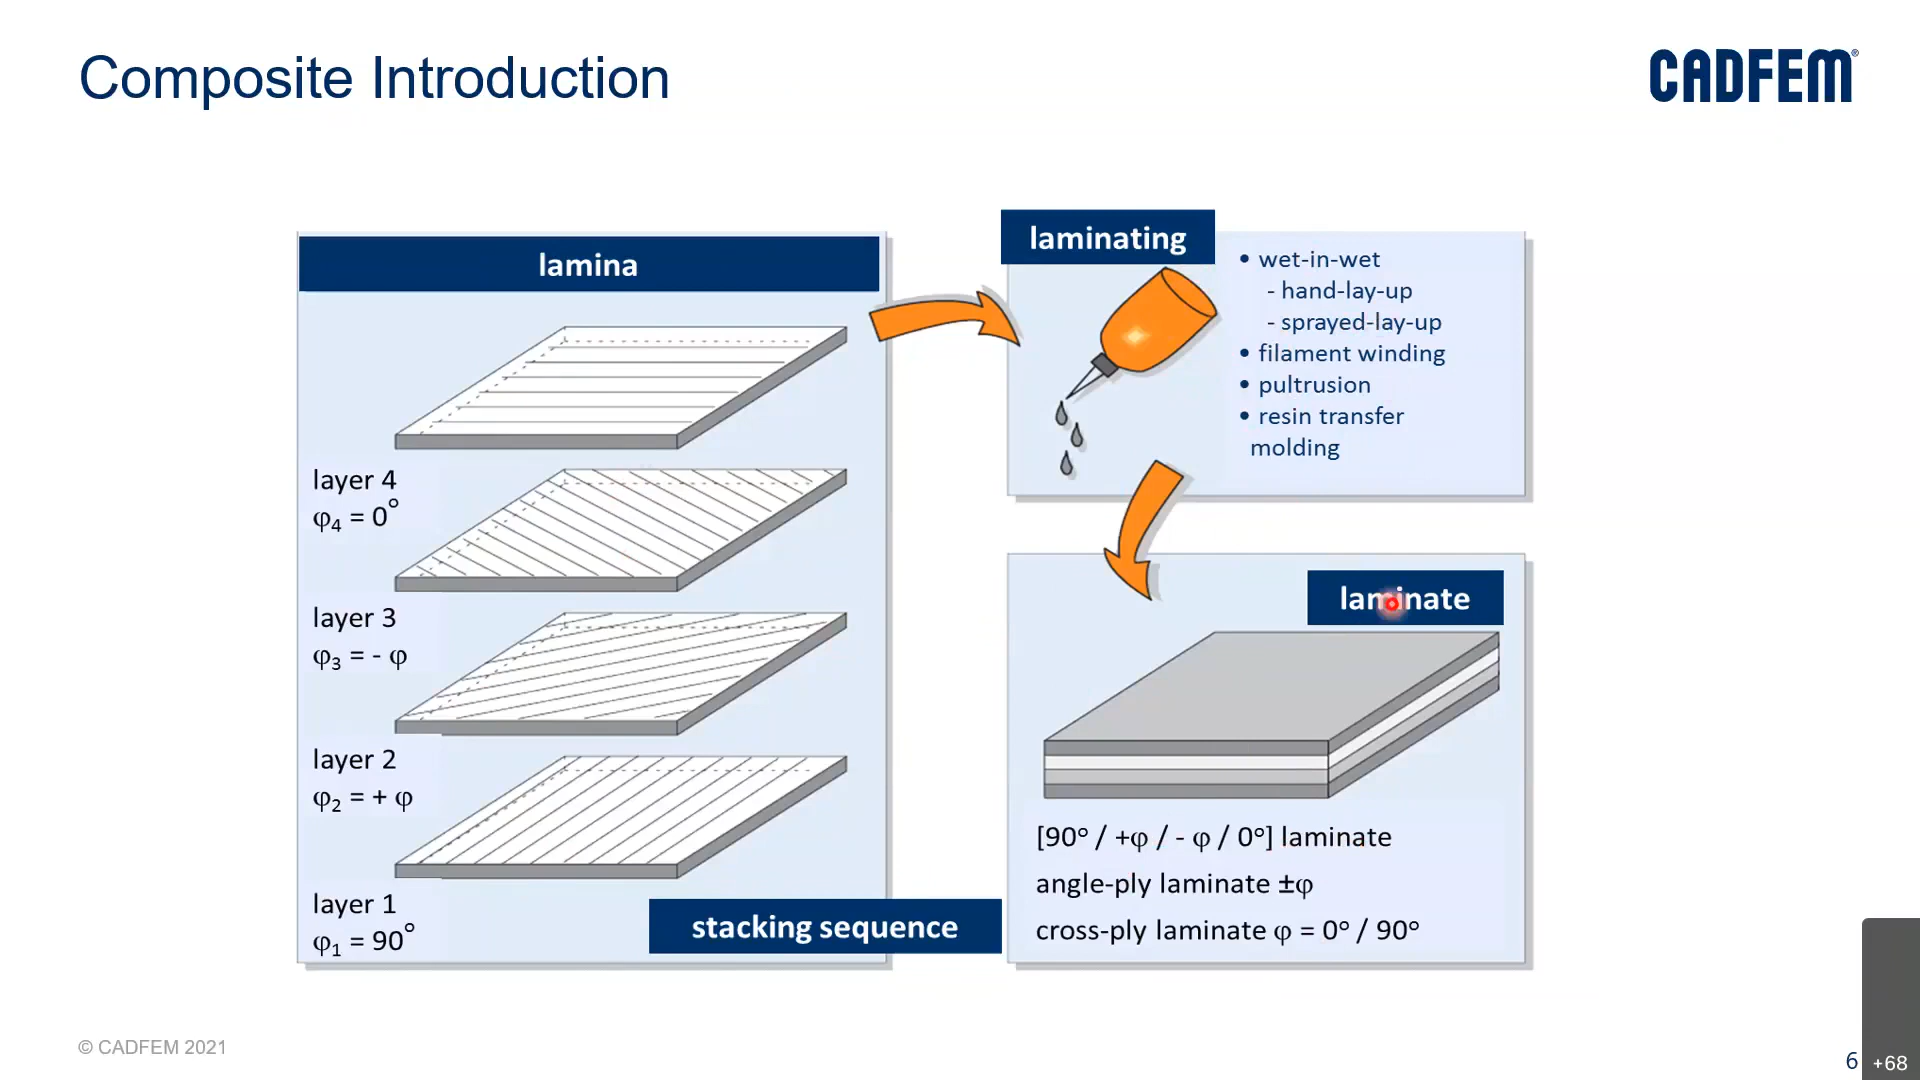 Composite Introduction
CADFEM®
lamina
layer 4
φ₄ = 0°
layer 3
φ₃ = - φ
layer 2
φ₂ = + φ
layer 1
φ₁ = 90°
stacking sequence
laminating
• wet-in-wet
- hand-lay-up
- sprayed-lay-up
• filament winding
• pultrusion
• resin transfer
molding
laminate
[90° / +φ / - φ / 0°] laminate
angle-ply laminate ±φ
cross-ply laminate φ = 0° / 90°
© CADFEM 2021
6
+68